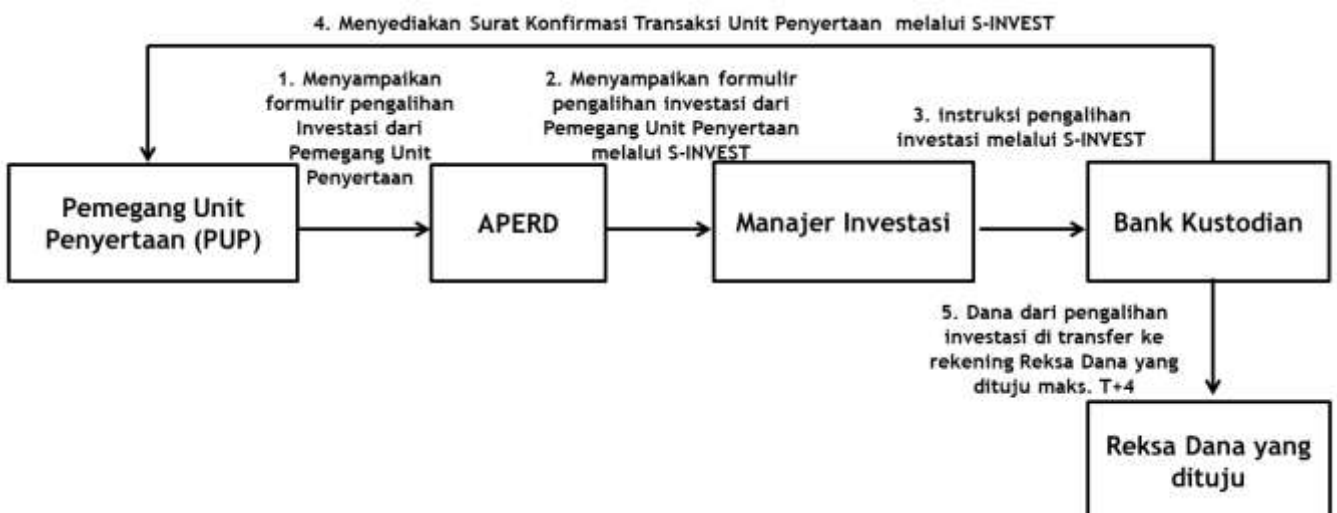 4. Menyediakan Surat Konfirmasi Transaksi Unit Penyertaan melalui S-INVEST
1. Menyampaikan
formulir pengalihan
Investasi dari
Pemegang Unit
Penyertaan
2. Menyampaikan formulir
pengalihan investasi dari
Pemegang Unit Penyertaan
melalui S-INVEST
3. instruksi pengalihan
investasi melalui S-INVEST
Pemegang Unit
Penyertaan (PUP)
APERD
Manajer Investasi
Bank Kustodian
5. Dana dari pengalihan
investasi di transfer ke
rekening Reksa Dana yang
dituju maks. T+4
Reksa Dana yang
dituju